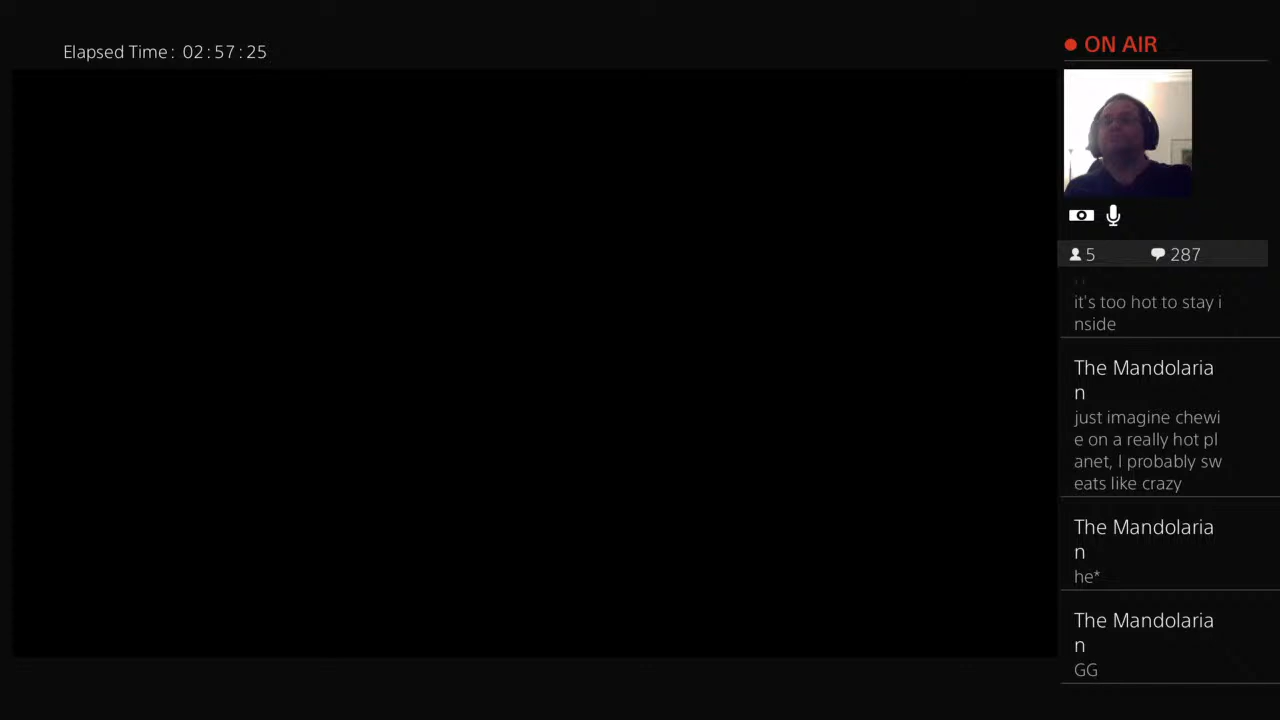 Elapsed Time: 02:57:25
ON AIR
5
287
it's too hot to stay i
nside
The Mandolaria
n
just imagine chewi
e on a really hot pl
anet, I probably sw
eats like crazy
The Mandolaria
n
he*
The Mandolaria
n
GG